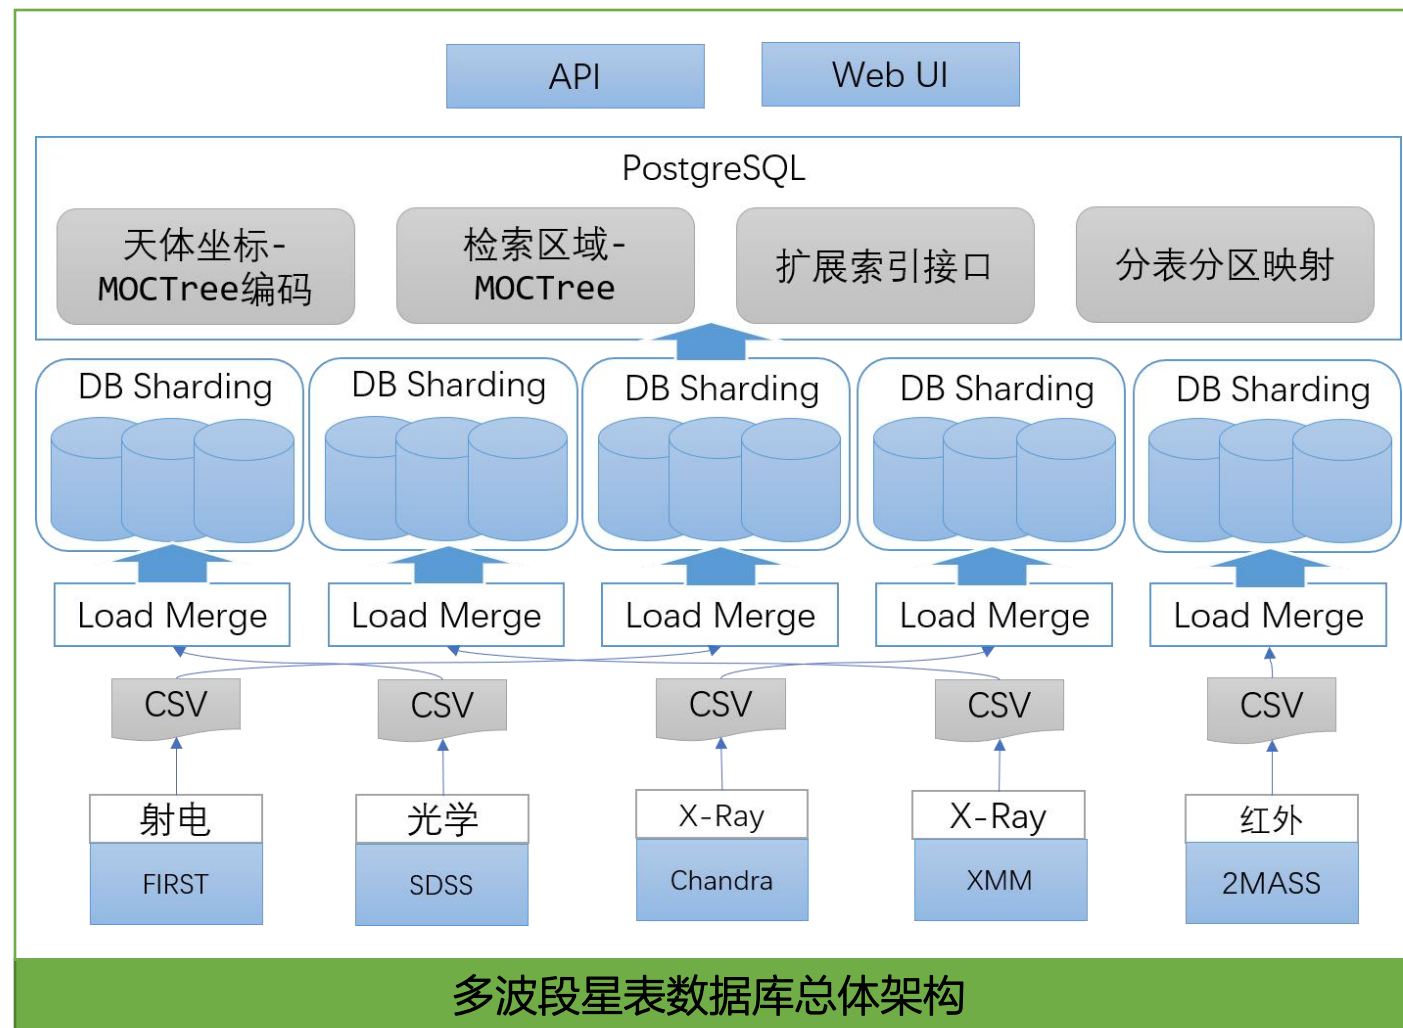 API
Web UI
PostgreSQL
天体坐标-
MOCTree编码
检索区域-
MOCTree
扩展索引接口
分表分区映射
DB Sharding
DB Sharding
DB Sharding
DB Sharding
DB Sharding
Load Merge
Load Merge
Load Merge
Load Merge
Load Merge
CSV
CSV
CSV
CSV
CSV
射电
光学
X-Ray
X-Ray
红外
FIRST
SDSS
Chandra
XMM
2MASS
多波段星表数据库总体架构